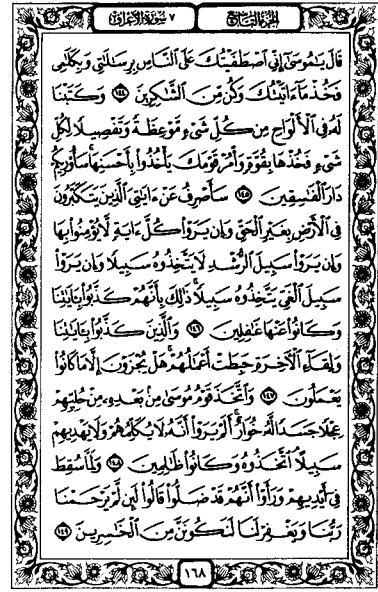 الجزء التاسع ٧ سورة الأعراف
قَالَ يَٰمُوسَىٰٓ إِنِّي ٱصْطَفَيْتُكَ عَلَى ٱلنَّاسِ بِرِسَٰلَٰتِي وَبِكَلَٰمِي
فَخُذْ مَآ ءَاتَيْتُكَ وَكُن مِّنَ ٱلشَّٰكِرِينَ ١٤٤ وَكَتَبْنَا
لَهُۥ فِي ٱلْأَلْوَاحِ مِن كُلِّ شَيْءٍ مَّوْعِظَةً وَتَفْصِيلًا لِّكُلِّ
شَيْءٍ فَخُذْهَا بِقُوَّةٍ وَأْمُرْ قَوْمَكَ يَأْخُذُوا۟ بِأَحْسَنِهَا ۚ سَأُو۟رِيكُمْ
دَارَ ٱلْفَٰسِقِينَ ١٤٥ سَأَصْرِفُ عَنْ ءَايَٰتِيَ ٱلَّذِينَ يَتَكَبَّرُونَ
فِي ٱلْأَرْضِ بِغَيْرِ ٱلْحَقِّ وَإِن يَرَوْا۟ كُلَّ ءَايَةٍ لَّا يُؤْمِنُوا۟ بِهَا
وَإِن يَرَوْا۟ سَبِيلَ ٱلرُّشْدِ لَا يَتَّخِذُوهُ سَبِيلًا وَإِن يَرَوْا۟
سَبِيلَ ٱلْغَيِّ يَتَّخِذُوهُ سَبِيلًا ۚ ذَٰلِكَ بِأَنَّهُمْ كَذَّبُوا۟ بِـَٔايَٰتِنَا
وَكَانُوا۟ عَنْهَا غَٰفِلِينَ ١٤٦ وَٱلَّذِينَ كَذَّبُوا۟ بِـَٔايَٰتِنَا
وَلِقَآءِ ٱلْءَاخِرَةِ حَبِطَتْ أَعْمَٰلُهُمْ ۚ هَلْ يُجْزَوْنَ إِلَّا مَا كَانُوا۟
يَعْمَلُونَ ١٤٧ وَٱتَّخَذَ قَوْمُ مُوسَىٰ مِنۢ بَعْدِهِۦ مِنْ حُلِيِّهِمْ
عِجْلًا جَسَدًا لَّهُۥ خُوَارٌ ۚ أَلَمْ يَرَوْا۟ أَنَّهُۥ لَا يُكَلِّمُهُمْ وَلَا يَهْدِيهِمْ
سَبِيلًا ۘ ٱتَّخَذُوهُ وَكَانُوا۟ ظَٰلِمِينَ ١٤٨ وَلَمَّا سُقِطَ
فِيٓ أَيْدِيهِمْ وَرَأَوْا۟ أَنَّهُمْ قَدْ ضَلُّوا۟ قَالُوا۟ لَئِن لَّمْ يَرْحَمْنَا
رَبُّنَا وَيَغْفِرْ لَنَا لَنَكُونَنَّ مِنَ ٱلْخَٰسِرِينَ ١٤٩
١٦٨